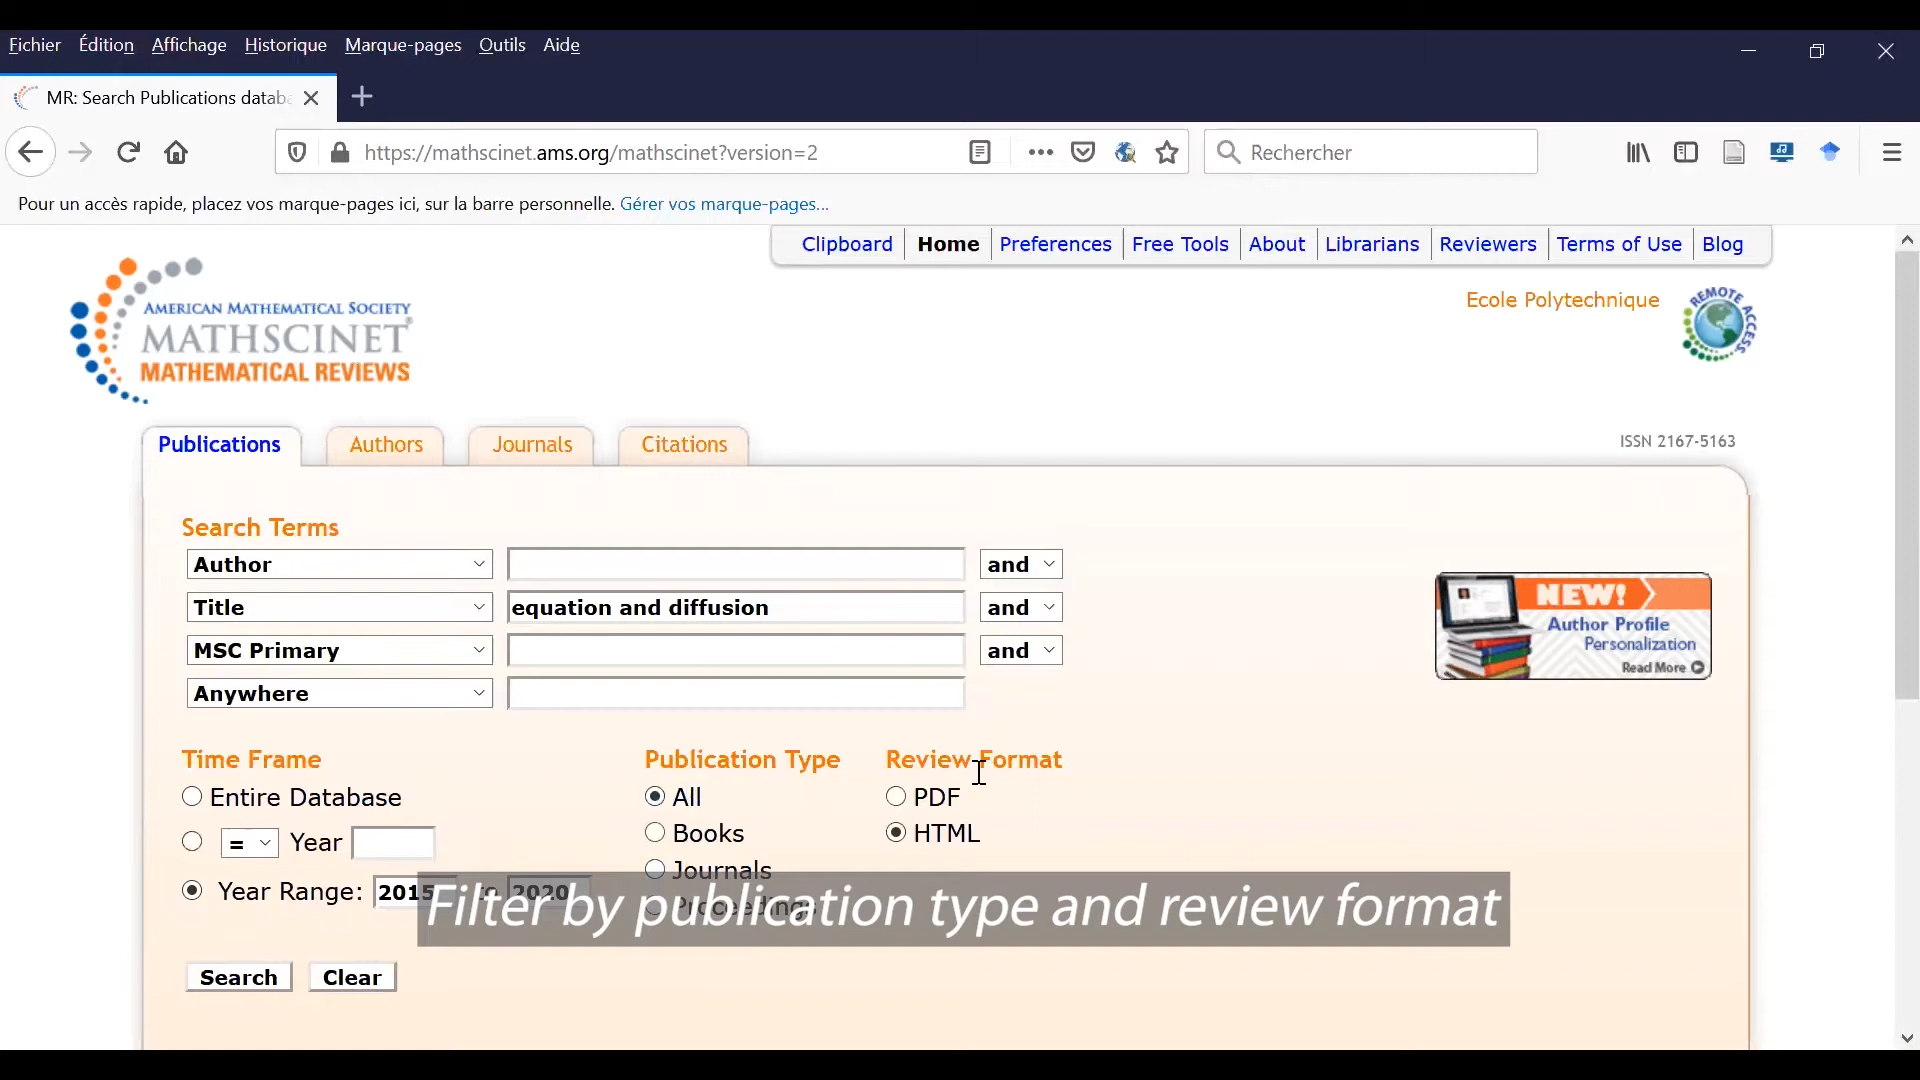 Fichier Édition Affichage Historique Marque-pages Outils Aide
MR: Search Publications datab
https://mathscinet.ams.org/mathscinet?version=2
Rechercher
Pour un accès rapide, placez vos marque-pages ici, sur la barre personnelle. Gérer vos marque-pages...
Clipboard Home Preferences Free Tools About Librarians Reviewers Terms of Use Blog
AMERICAN MATHEMATICAL SOCIETY
MATHSCINET®
MATHEMATICAL REVIEWS
Ecole Polytechnique
REMOTE ACCESS
Publications Authors Journals Citations
ISSN 2167-5163
Search Terms
Author and
Title equation and diffusion and
MSC Primary and
Anywhere
NEW!
Author Profile
Personalization
Read More
Time Frame Publication Type Review Format
Entire Database All PDF
= Year Books HTML
Journals
Year Range: 2015 to 2020 Proceedings
Filter by publication type and review format
Search Clear